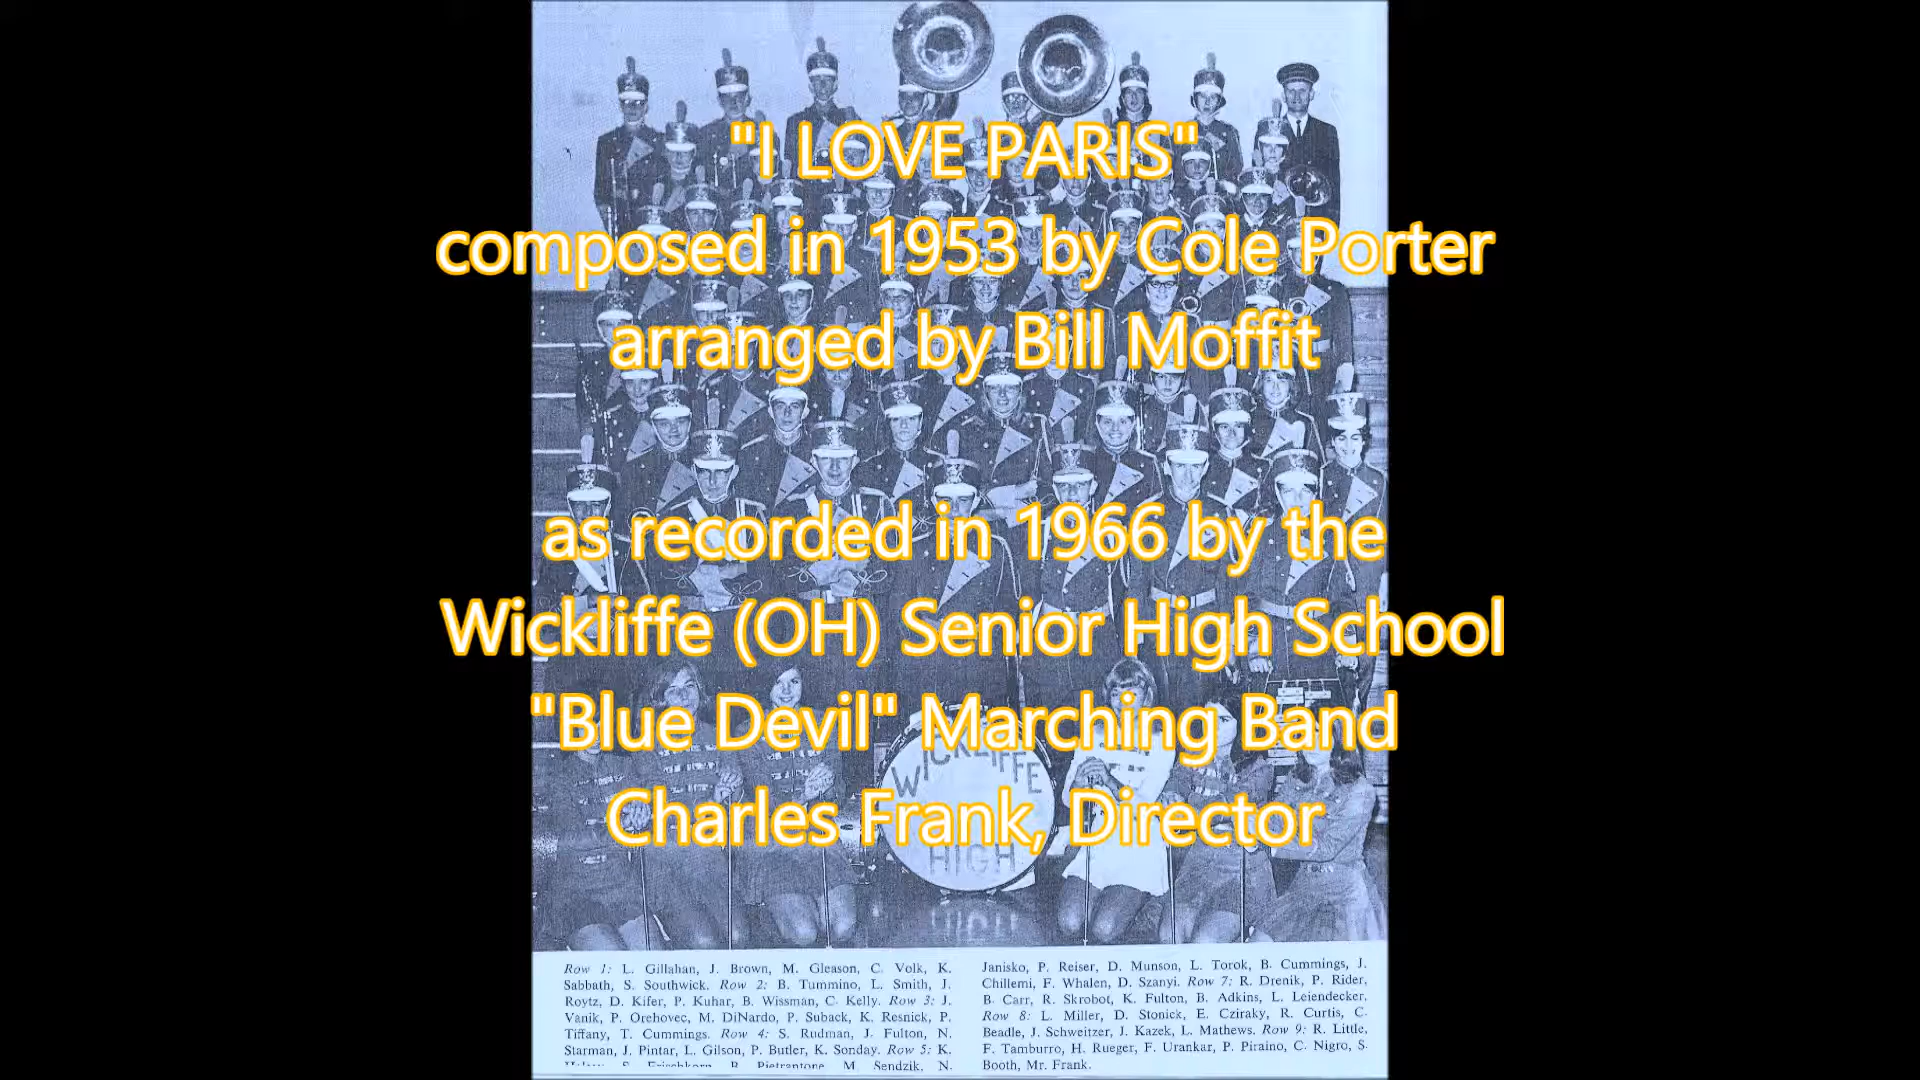 "I LOVE PARIS"
composed in 1953 by Cole Porter
arranged by Bill Moffit
as recorded in 1966 by the
Wickliffe (OH) Senior High School
"Blue Devil" Marching Band
Charles Frank, Director
WICKLIFFE
HIGH
Row 1: L. Gillahan, J. Brown, M. Gleason, C. Volk, K.
Sabbath, S. Southwick. Row 2: B. Tummino, L. Smith, J.
Roytz, D. Kifer, P. Kuhar, B. Wissman, C. Kelly. Row 3: J.
Vanik, P. Orehovec, M. DiNardo, P. Suback, K. Resnick, P.
Tiffany, T. Cummings. Row 4: S. Rudman, J. Fulton, N.
Starman, J. Pintar, L. Gilson, P. Butler, K. Sonday. Row 5: K.
S. Frischkorn, B. Pietrantone M. Sendzik, N.
Janisko, P. Reiser, D. Munson, L. Torok, B. Cummings, J.
Chillemi, F. Whalen, D. Szanyi. Row 7: R. Drenik, P. Rider,
B. Carr, R. Skrobot, K. Fulton, B. Adkins, L. Leiendecker.
Row 8: L. Miller, D. Stonick, E. Cziraky, R. Curtis, C.
Beadle, J. Schweitzer, J. Kazek, L. Mathews. Row 9: R. Little,
F. Tamburro, H. Rueger, F. Urankar, P. Piraino, C. Nigro, S.
Booth, Mr. Frank.